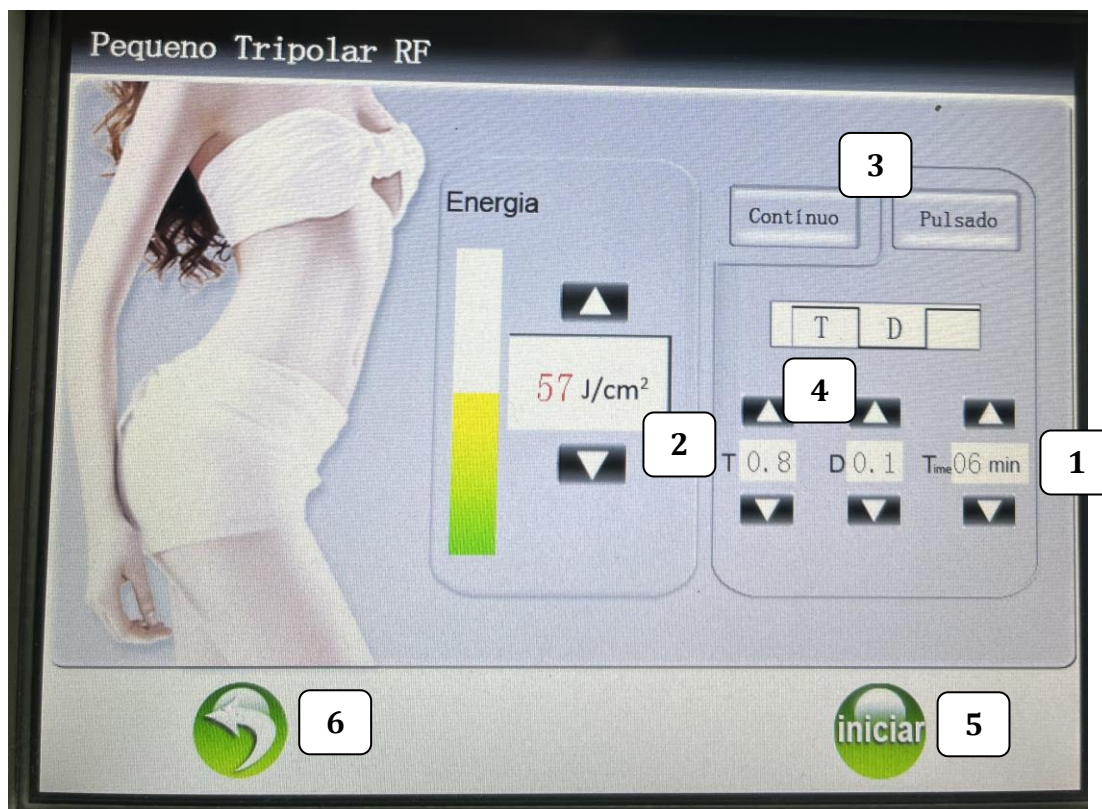 Pequeno Tripolar RF
3
Energia
Contínuo Pulsado
T D
4
57 J/cm²
2
T 0.8 D 0.1 Time 06 min
1
6
iniciar 5